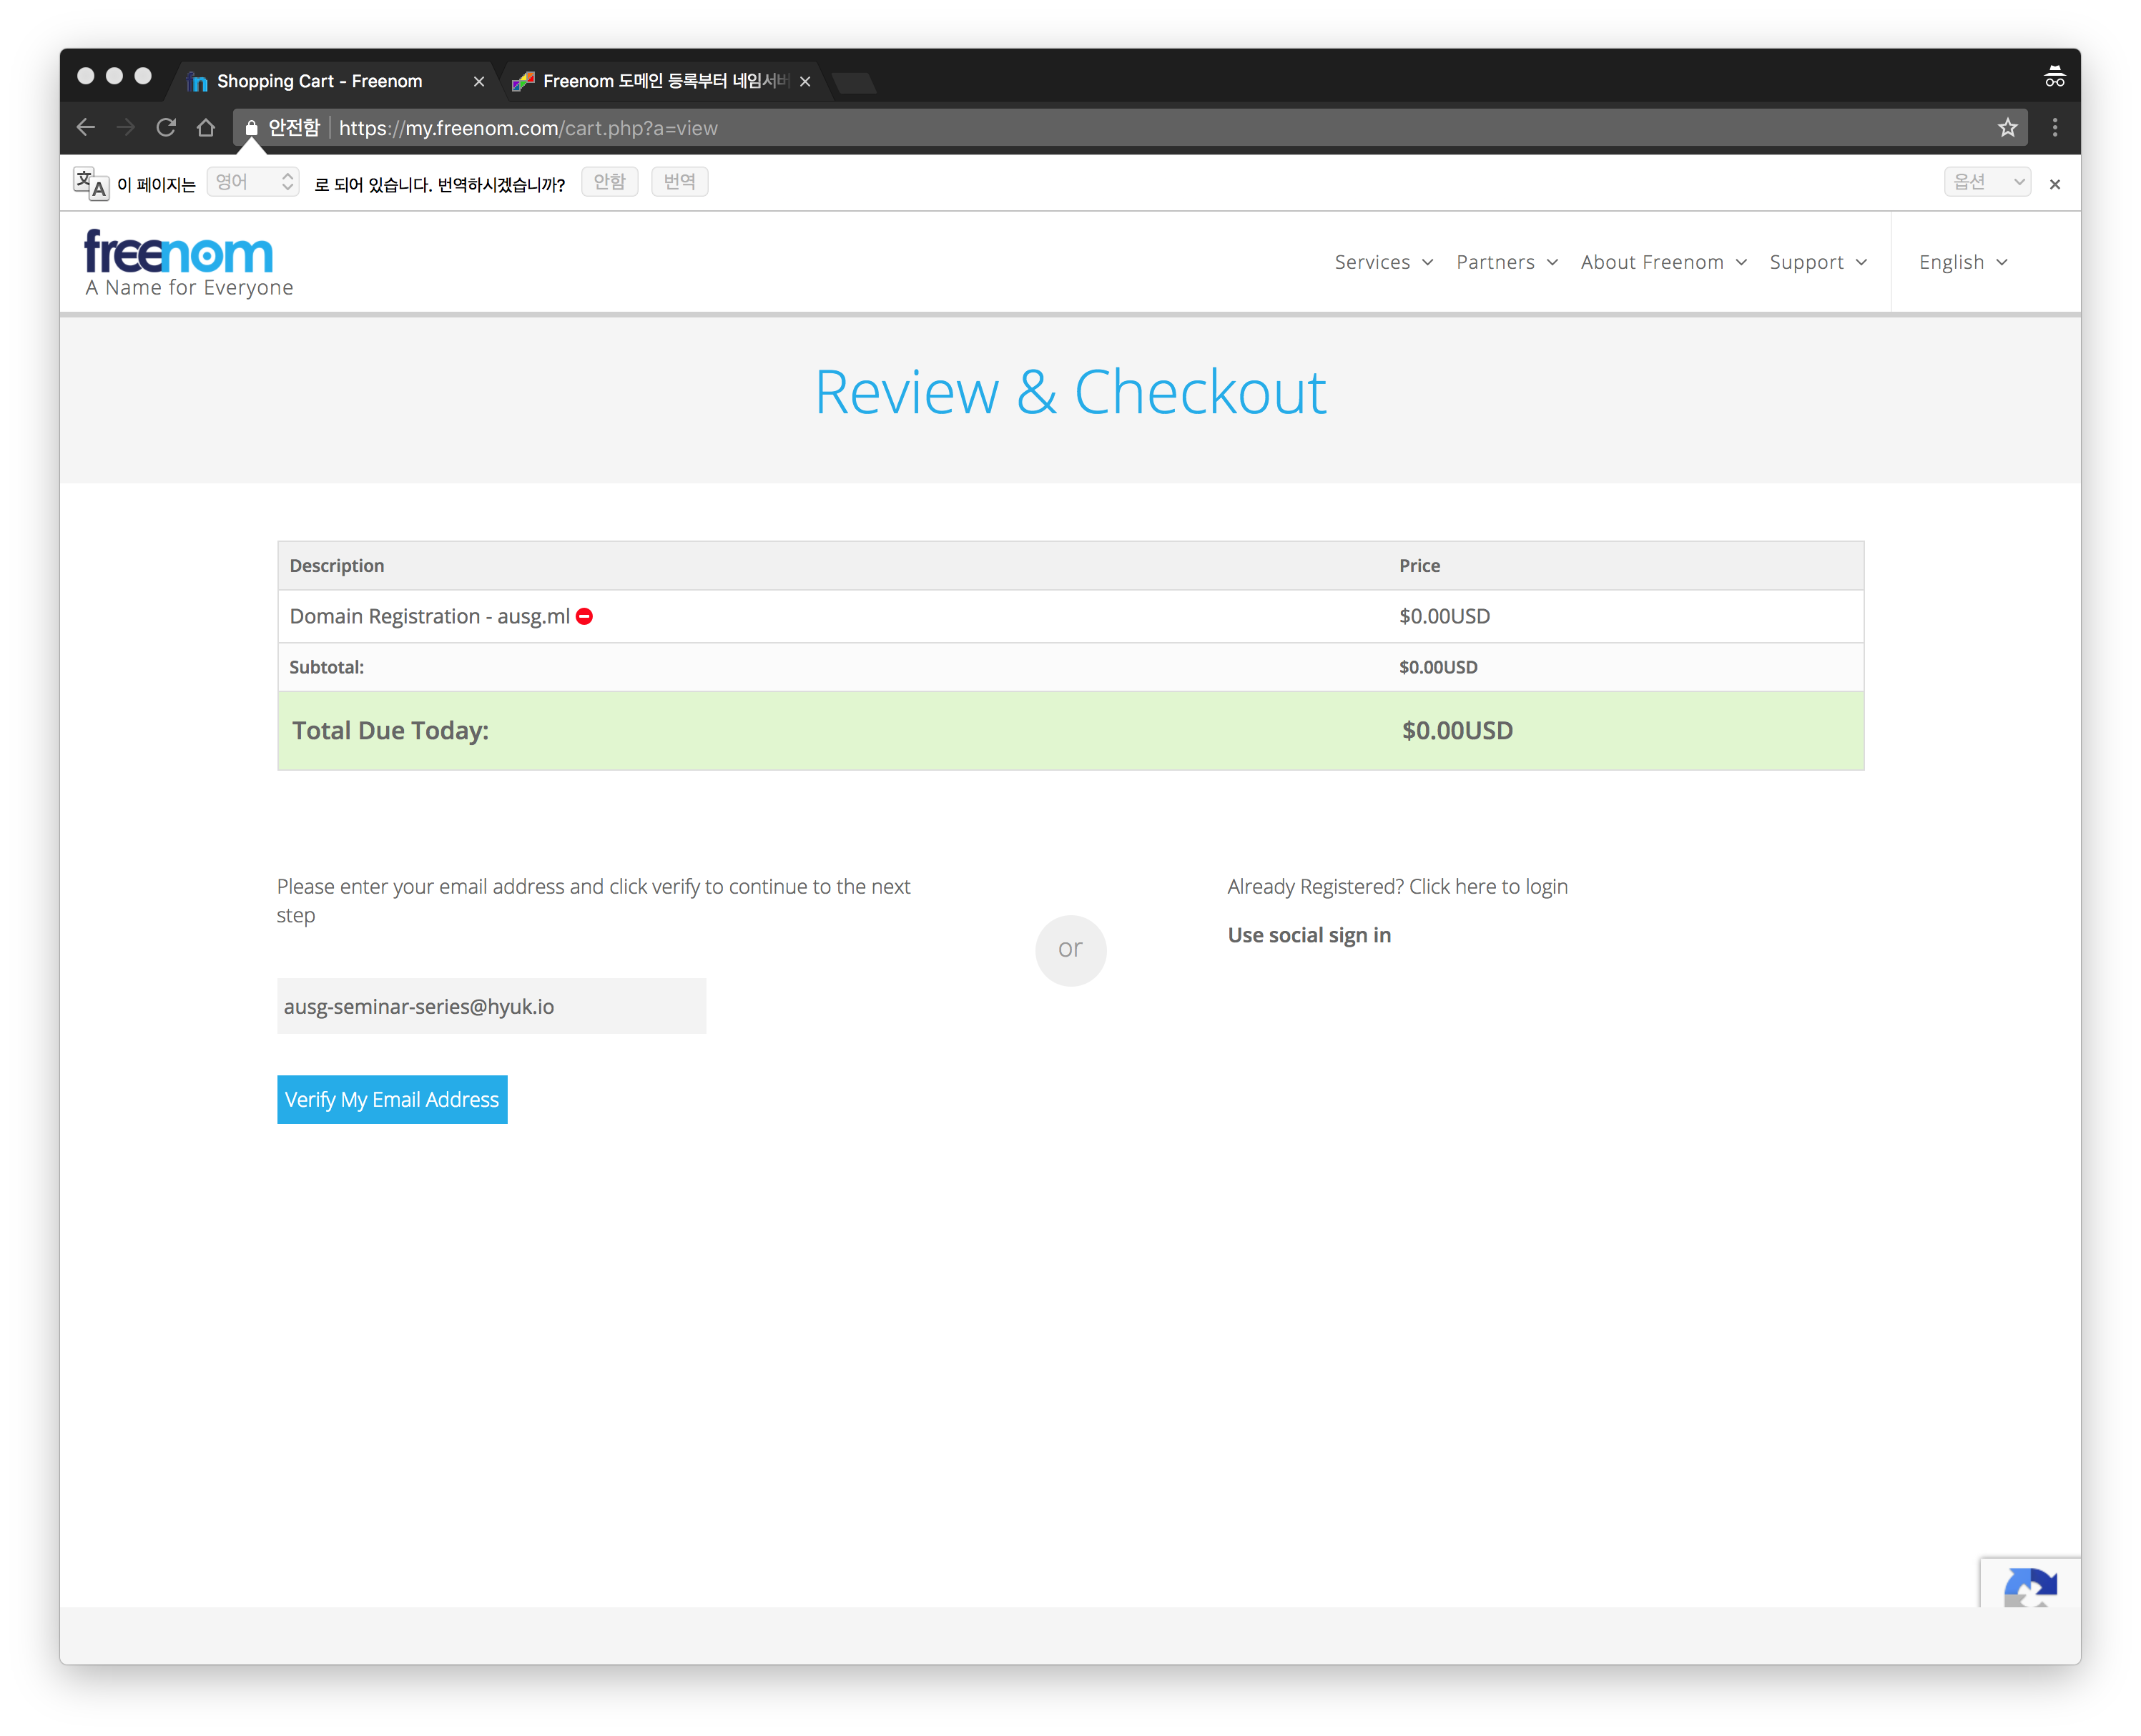 Shopping Cart - Freenom
Freenom 도메인 등록부터 네임서버
안전함 https://my.freenom.com/cart.php?a=view
이 페이지는 영어 로 되어 있습니다. 번역하시겠습니까? 안함 번역 옵션
freenom
A Name for Everyone
Services Partners About Freenom Support English
Review & Checkout
Description Price
Domain Registration - ausg.ml $0.00USD
Subtotal: $0.00USD
Total Due Today: $0.00USD
Please enter your email address and click verify to continue to the next
step
or
Already Registered? Click here to login
Use social sign in
ausg-seminar-series@hyuk.io
Verify My Email Address